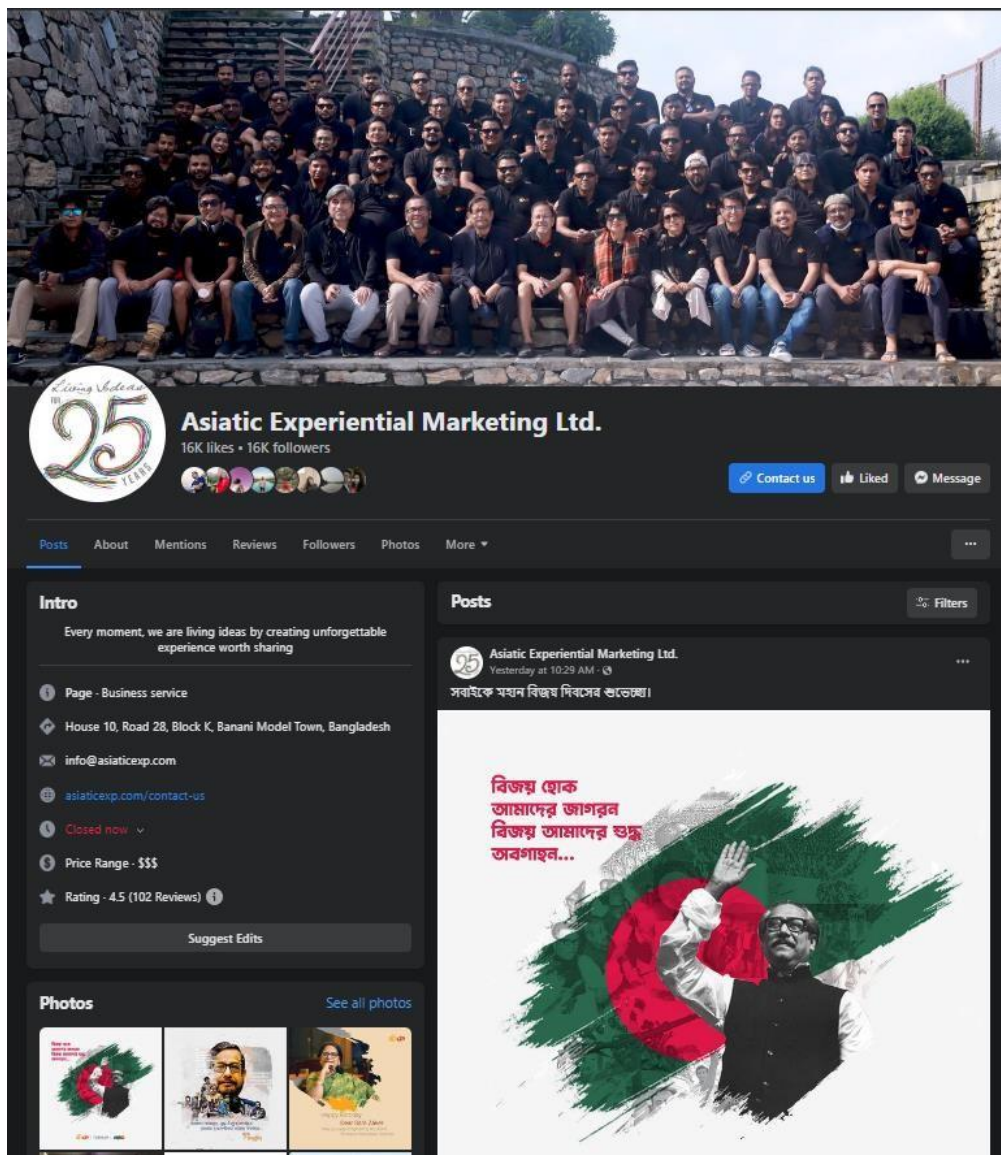 Living Ideas
FOR
25
YEARS
Asiatic Experiential Marketing Ltd.
16K likes • 16K followers
Contact us
Liked
Message
Posts About Mentions Reviews Followers Photos More
Intro
Every moment, we are living ideas by creating unforgettable
experience worth sharing
Page · Business service
House 10, Road 28, Block K, Banani Model Town, Bangladesh
info@asiaticexp.com
asiaticexp.com/contact-us
Closed now
Price Range · $$$
Rating · 4.5 (102 Reviews)
Suggest Edits
Photos See all photos
Posts Filters
Asiatic Experiential Marketing Ltd.
Yesterday at 10:29 AM ·
সবাইকে মহান বিজয় দিবসের শুভেচ্ছা।
বিজয় হোক
আমাদের জাগরন
বিজয় আমাদের শুদ্ধ
অবগাহন...